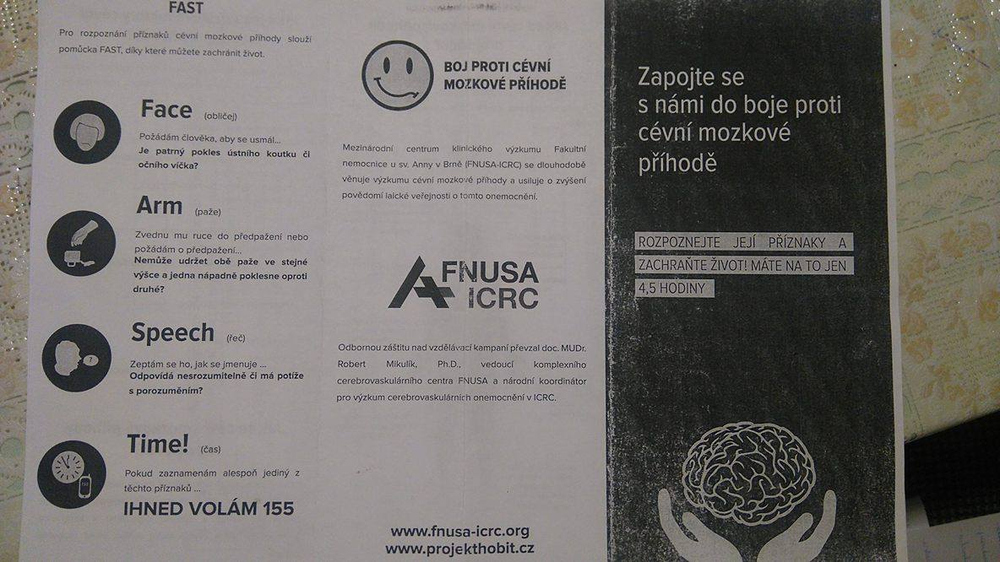 FAST
Pro rozpoznání příznaků cévní mozkové příhody slouží
pomůcka FAST, díky které můžete zachránit život.
Face (obličej)
Požádám člověka, aby se usmál...
Je patrný pokles ústního koutku či
očního víčka?
Arm (paže)
Zvednu mu ruce do předpažení nebo
požádám o předpažení...
Nemůže udržet obě paže ve stejné
výšce a jedna nápadně poklesne oproti
druhé?
Speech (řeč)
?
Zeptám se ho, jak se jmenuje ...
Odpovídá nesrozumitelně či má potíže
s porozuměním?
Time! (čas)
Pokud zaznamenám alespoň jediný z
těchto příznaků ...
IHNED VOLÁM 155
BOJ PROTI CÉVNÍ
MOZKOVÉ PŘÍHODĚ
Mezinárodní centrum klinického výzkumu Fakultní
nemocnice u sv. Anny v Brně (FNUSA-ICRC) se dlouhodobě
věnuje výzkumu cévní mozkové příhody a usiluje o zvýšení
povědomí laické veřejnosti o tomto onemocnění.
FNUSA
ICRC
Odbornou záštitu nad vzdělávací kampaní převzal doc. MUDr.
Robert Mikulík, Ph.D., vedoucí komplexního
cerebrovaskulárního centra FNUSA a národní koordinátor
pro výzkum cerebrovaskulárních onemocnění v ICRC.
www.fnusa-icrc.org
www.projekthobit.cz
Zapojte se
s námi do boje proti
cévní mozkové
příhodě
ROZPOZNEJTE JEJÍ PŘÍZNAKY A
ZACHRAŇTE ŽIVOT! MÁTE NA TO JEN
4,5 HODINY